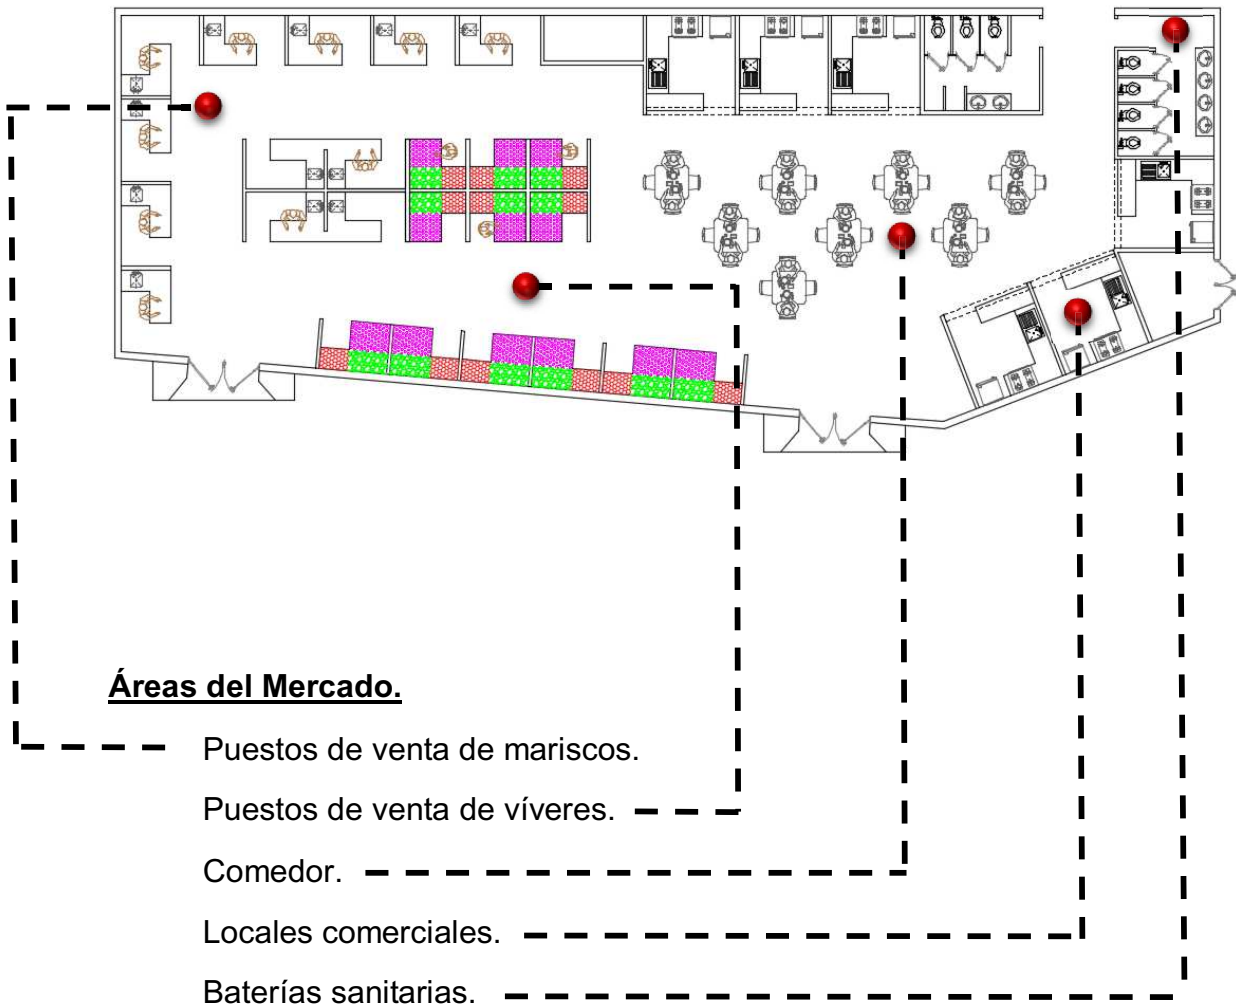 Áreas del Mercado.
Puestos de venta de mariscos.
Puestos de venta de víveres.
Comedor.
Locales comerciales.
Baterías sanitarias.